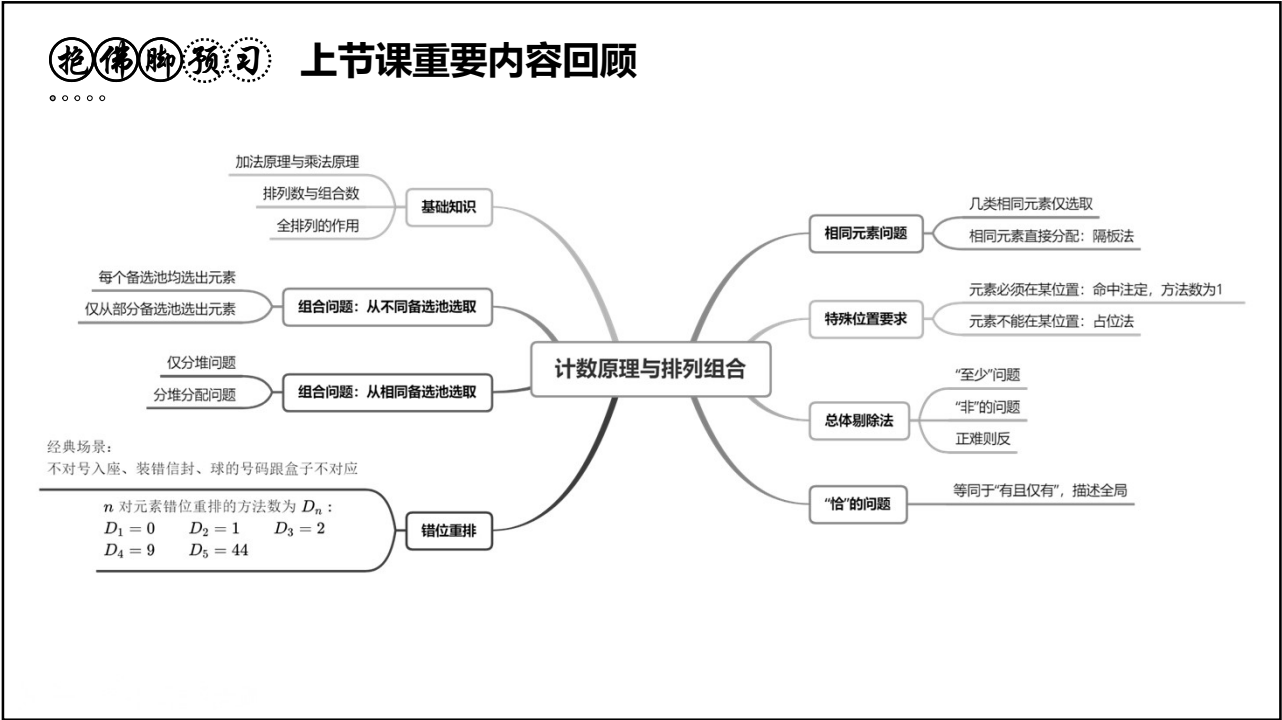 抱佛脚预习 上节课重要内容回顾
加法原理与乘法原理
排列数与组合数
全排列的作用
基础知识
每个备选池均选出元素
仅从部分备选池选出元素
组合问题：从不同备选池选取
仅分堆问题
分堆分配问题
组合问题：从相同备选池选取
经典场景：
不对号入座、装错信封、球的号码跟盒子不对应
n 对元素错位重排的方法数为 Dₙ：
D₁ = 0 D₂ = 1 D₃ = 2
D₄ = 9 D₅ = 44
错位重排
计数原理与排列组合
相同元素问题
几类相同元素仅选取
相同元素直接分配：隔板法
特殊位置要求
元素必须在某位置：命中注定，方法数为1
元素不能在某位置：占位法
总体剔除法
“至少”问题
“非”的问题
正难则反
“恰”的问题
等同于“有且仅有”，描述全局